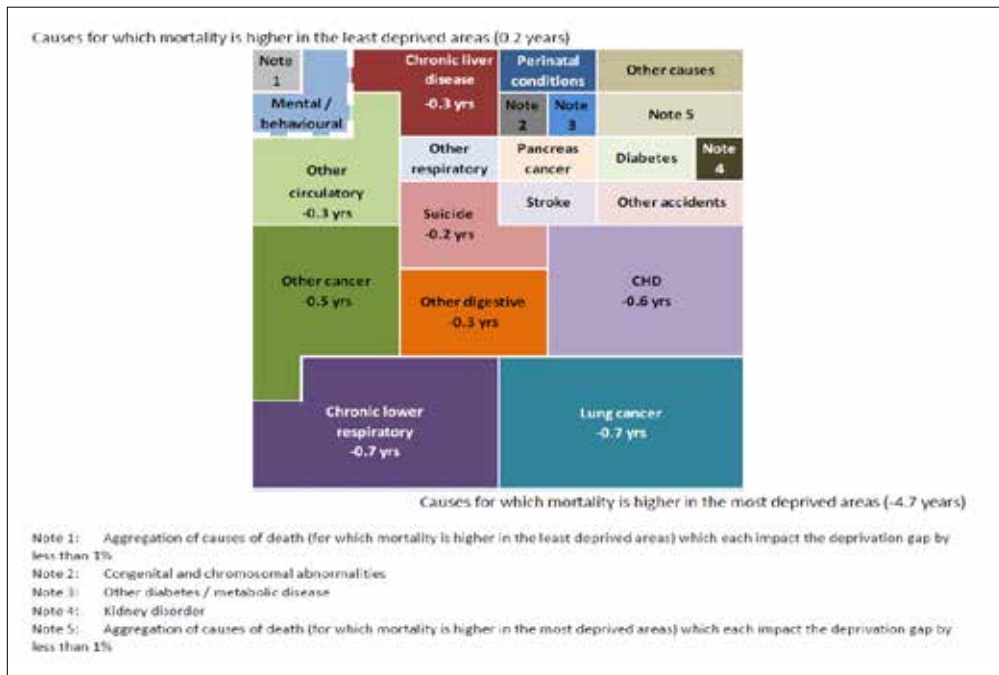 Causes for which mortality is higher in the least deprived areas (0.2 years)
Note
1
Mental /
behavioural
Chronic liver
disease
-0.3 yrs
Perinatal
conditions
Other causes
Note
2
Note
3
Note 5
Other
circulatory
-0.3 yrs
Other
respiratory
Pancreas
cancer
Diabetes
Note
4
Suicide
-0.2 yrs
Stroke
Other accidents
Other cancer
-0.5 yrs
Other digestive
-0.3 yrs
CHD
-0.6 yrs
Chronic lower
respiratory
-0.7 yrs
Lung cancer
-0.7 yrs
Causes for which mortality is higher in the most deprived areas (-4.7 years)
Note 1: Aggregation of causes of death (for which mortality is higher in the least deprived areas) which each impact the deprivation gap by
less than 1%
Note 2: Congenital and chromosomal abnormalities
Note 3: Other diabetes / metabolic disease
Note 4: Kidney disorder
Note 5: Aggregation of causes of death (for which mortality is higher in the most deprived areas) which each impact the deprivation gap by
less than 1%